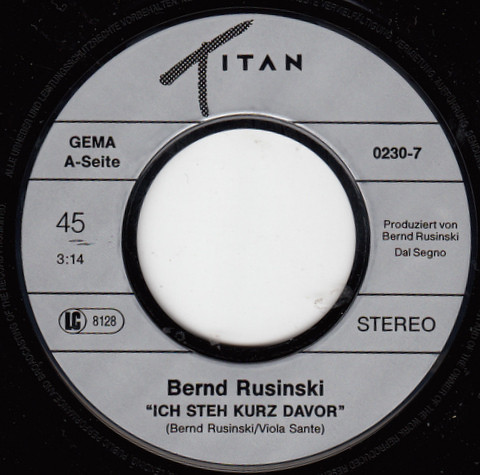 TITAN
GEMA
A-Seite
0230-7
45
3:14
Produziert von
Bernd Rusinski
Dal Segno
LC 8128
STEREO
Bernd Rusinski
"ICH STEH KURZ DAVOR"
(Bernd Rusinski/Viola Sante)